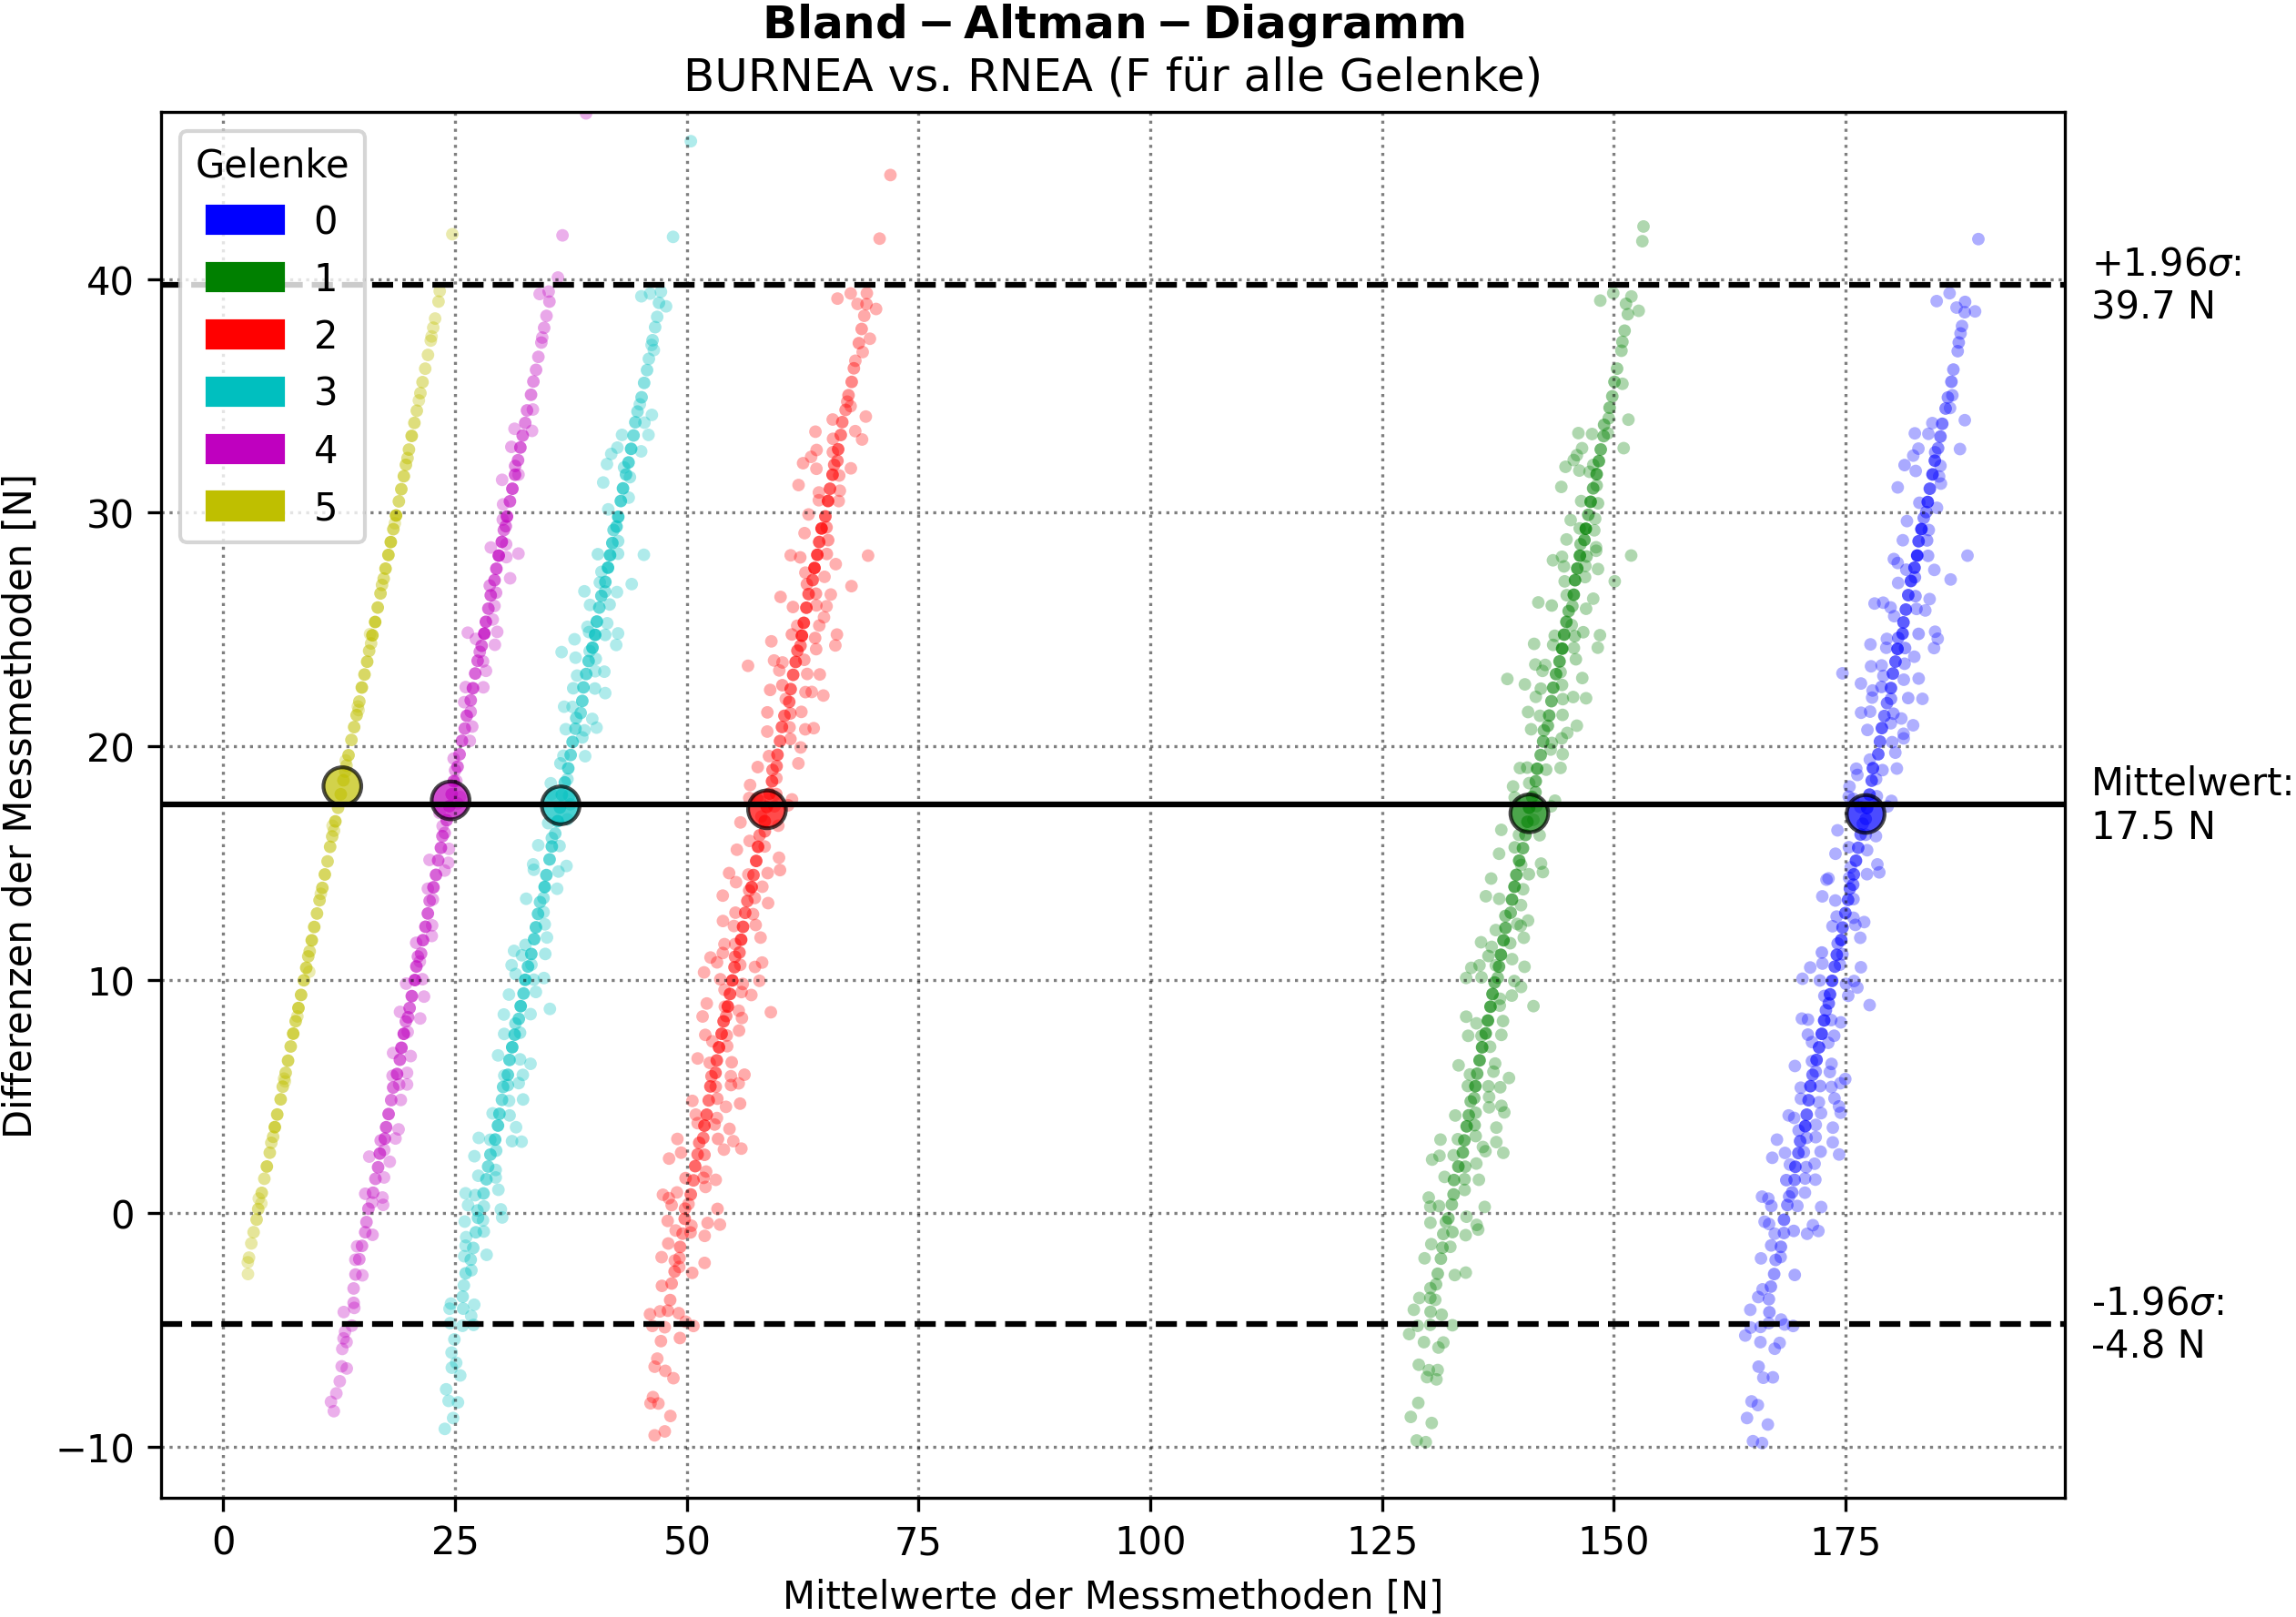 Bland – Altman – Diagramm
BURNEA vs. RNEA (F für alle Gelenke)
Differenzen der Messmethoden [N]
40
30
20
10
0
−10
Gelenke
0
1
2
3
4
5
+1.96σ:
39.7 N
Mittelwert:
17.5 N
-1.96σ:
-4.8 N
0 25 50 75 100 125 150 175
Mittelwerte der Messmethoden [N]